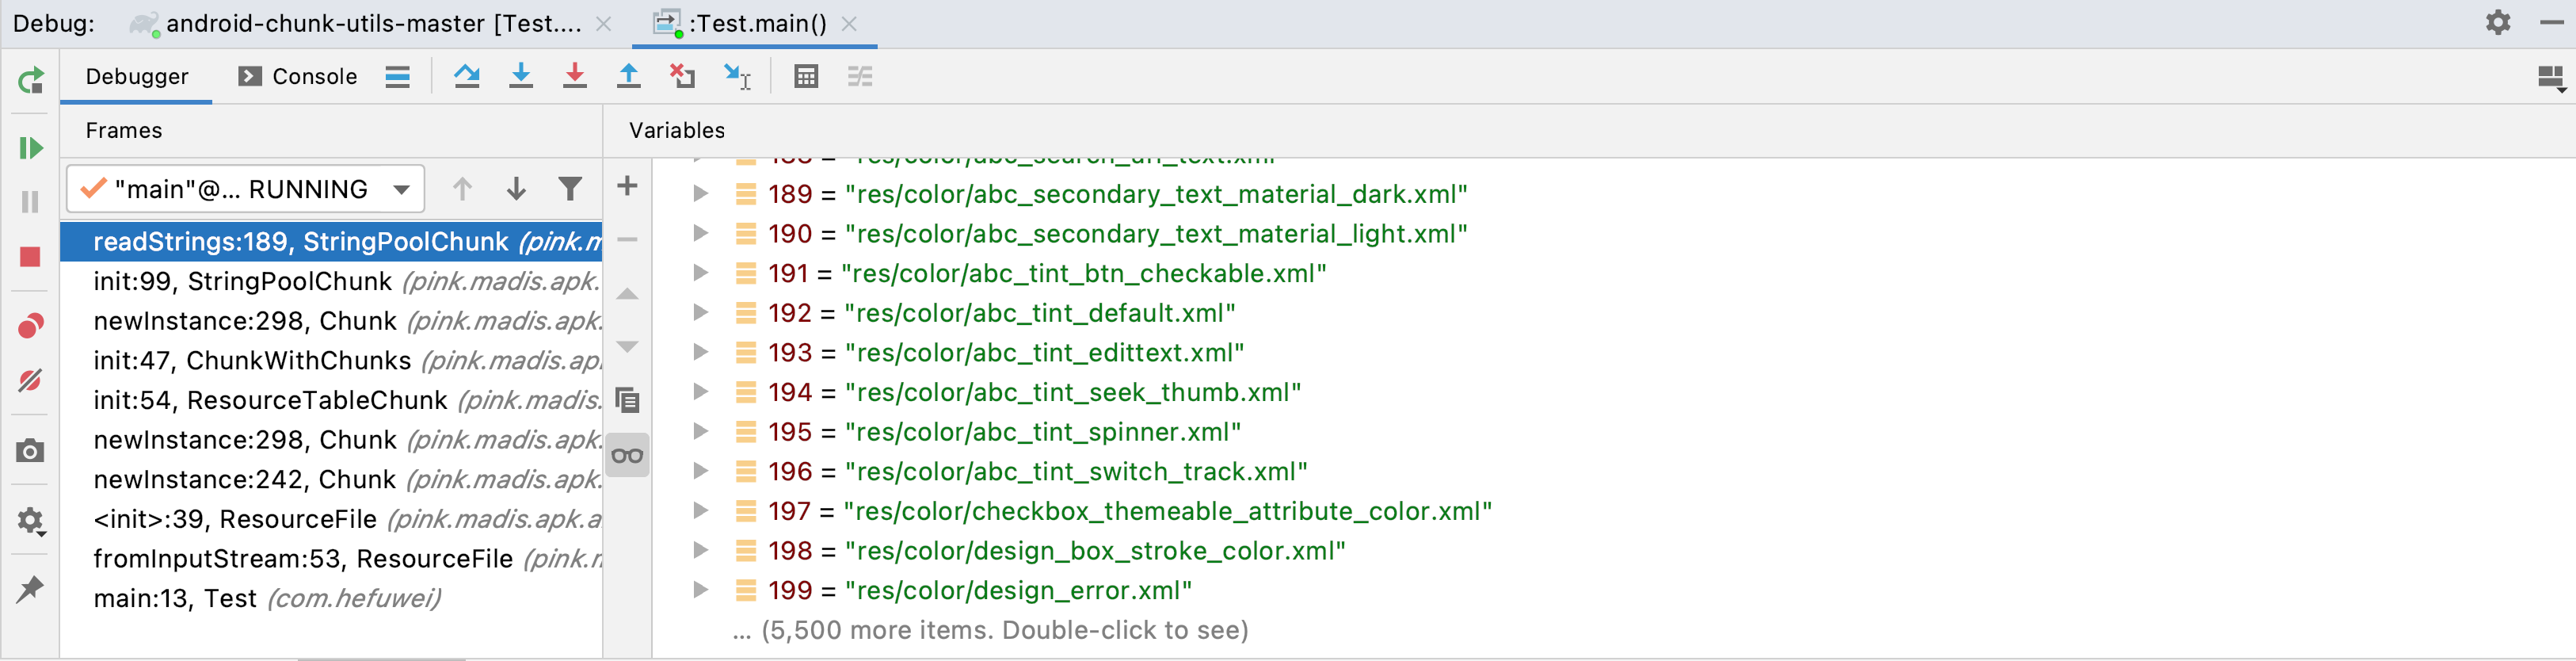 Debug: android-chunk-utils-master [Test.... :Test.main()
Debugger Console
Frames
Variables
"main"@... RUNNING
readStrings:189, StringPoolChunk (pink.m
init:99, StringPoolChunk (pink.madis.apk.
newInstance:298, Chunk (pink.madis.apk.
init:47, ChunkWithChunks (pink.madis.ap
init:54, ResourceTableChunk (pink.madis.
newInstance:298, Chunk (pink.madis.apk.
newInstance:242, Chunk (pink.madis.apk.
<init>:39, ResourceFile (pink.madis.apk.a
fromInputStream:53, ResourceFile (pink.
main:13, Test (com.hefuwei)
188 = "res/color/abc_search_url_text.xml"
189 = "res/color/abc_secondary_text_material_dark.xml"
190 = "res/color/abc_secondary_text_material_light.xml"
191 = "res/color/abc_tint_btn_checkable.xml"
192 = "res/color/abc_tint_default.xml"
193 = "res/color/abc_tint_edittext.xml"
194 = "res/color/abc_tint_seek_thumb.xml"
195 = "res/color/abc_tint_spinner.xml"
196 = "res/color/abc_tint_switch_track.xml"
197 = "res/color/checkbox_themeable_attribute_color.xml"
198 = "res/color/design_box_stroke_color.xml"
199 = "res/color/design_error.xml"
... (5,500 more items. Double-click to see)